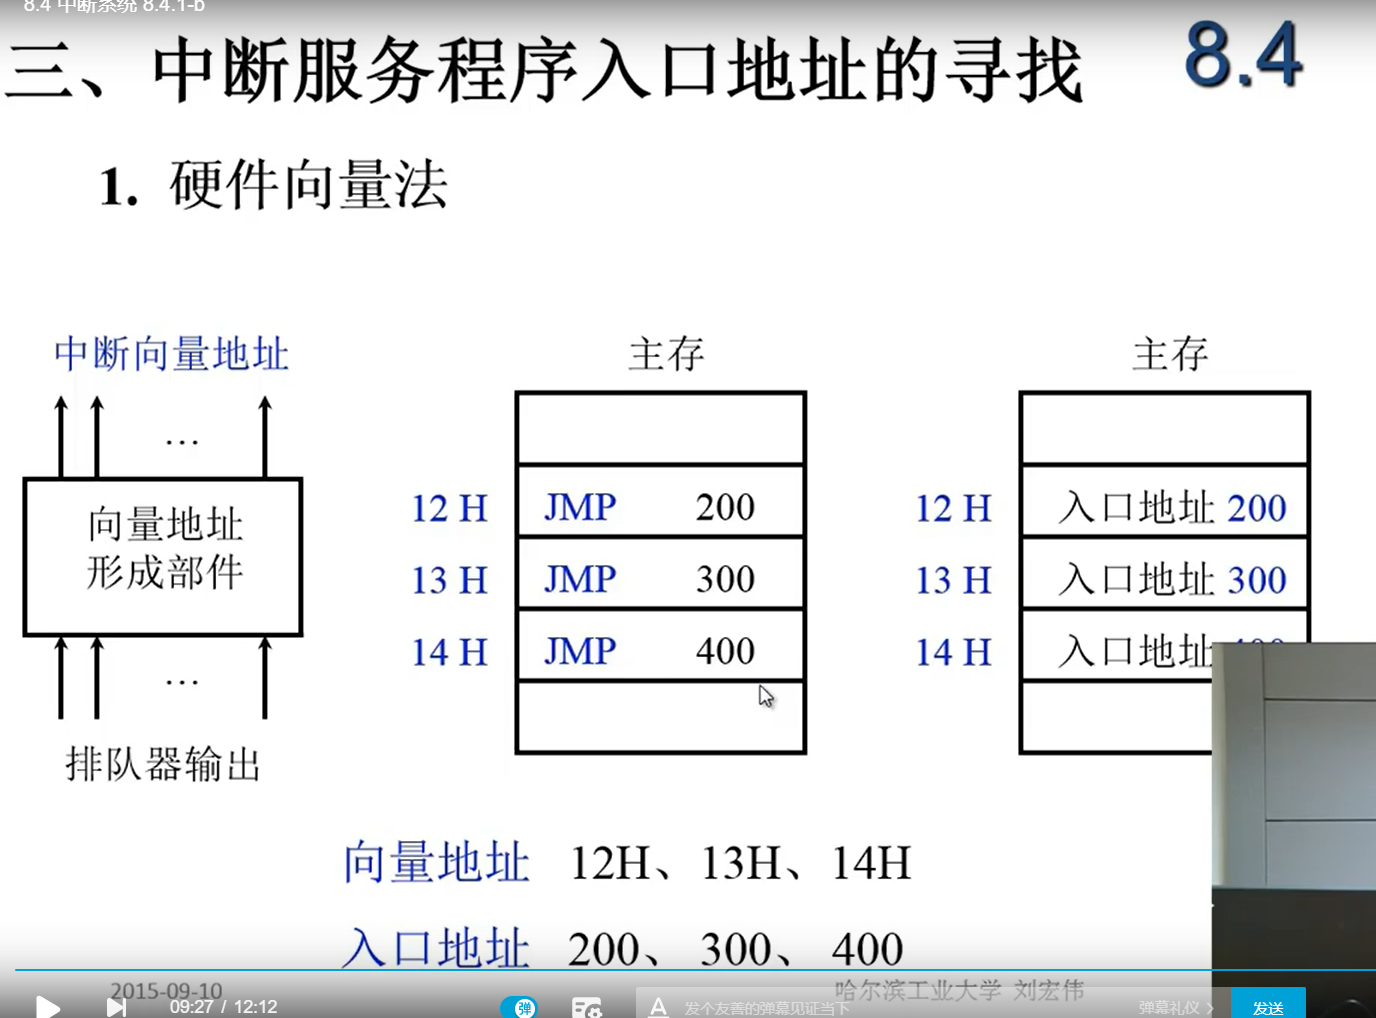 8.4 中断系统 8.4.1-b
三、中断服务程序入口地址的寻找
8.4
1. 硬件向量法
中断向量地址
...
向量地址
形成部件
...
排队器输出
主存
12 H JMP 200
13 H JMP 300
14 H JMP 400
主存
12 H 入口地址 200
13 H 入口地址 300
14 H 入口地址
向量地址 12H、13H、14H
入口地址 200、300、400
2015-09-10
哈尔滨工业大学 刘宏伟
09:27 / 12:12
弹
A
发个友善的弹幕见证当下
弹幕礼仪 >
发送